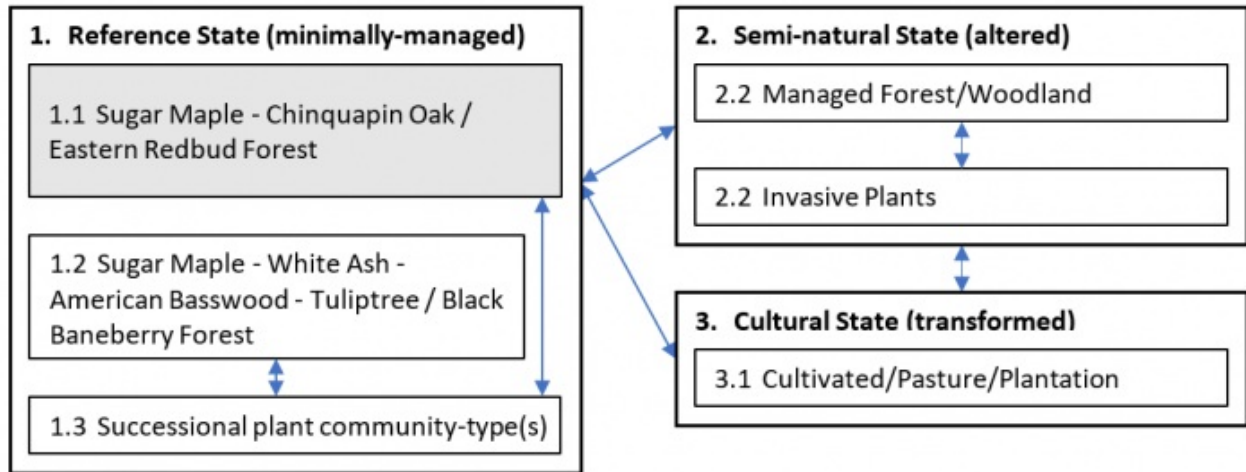 1. Reference State (minimally-managed)
1.1 Sugar Maple - Chinquapin Oak /
Eastern Redbud Forest
1.2 Sugar Maple - White Ash -
American Basswood - Tuliptree / Black
Baneberry Forest
1.3 Successional plant community-type(s)
2. Semi-natural State (altered)
2.2 Managed Forest/Woodland
2.2 Invasive Plants
3. Cultural State (transformed)
3.1 Cultivated/Pasture/Plantation